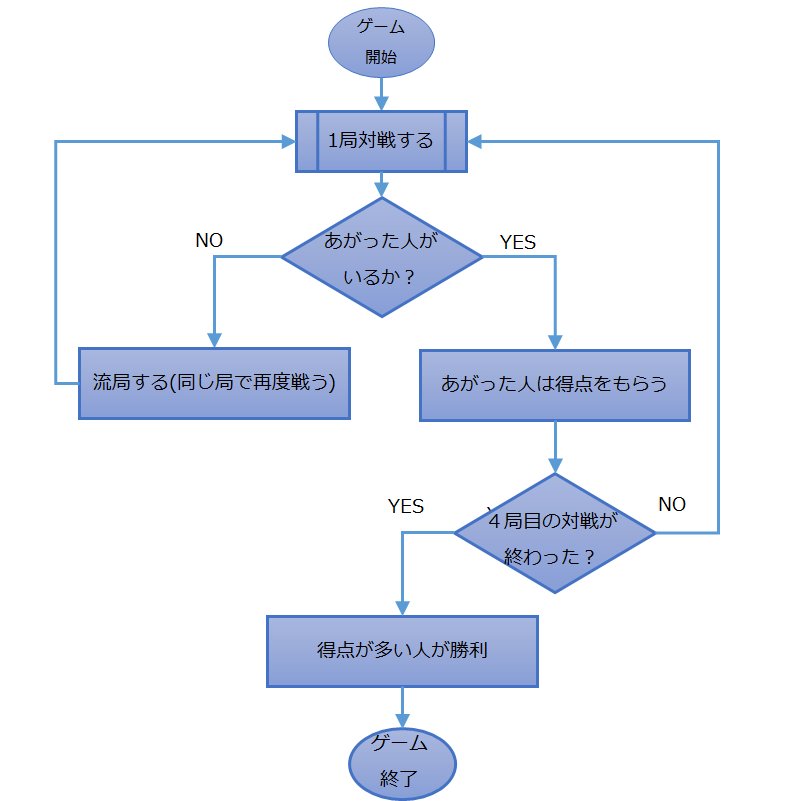 ゲーム
開始
1局対戦する
あがった人が
いるか？
NO
YES
流局する(同じ局で再度戦う)
あがった人は得点をもらう
４局目の対戦が
終わった？
YES
NO
得点が多い人が勝利
ゲーム
終了